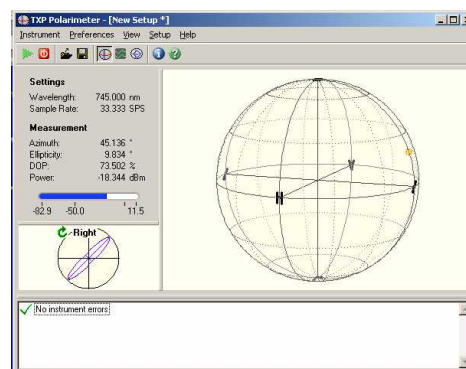 TXP Polarimeter - [New Setup *]
Instrument Preferences View Setup Help
Settings
Wavelength: 745.000 nm
Sample Rate: 33.333 SPS
Measurement
Azimuth: 45.136 °
Ellipticity: 9.834 °
DOP: 73.502 %
Power: -18.344 dBm
-82.9 -50.0 11.5
Right
H
V
No instrument errors